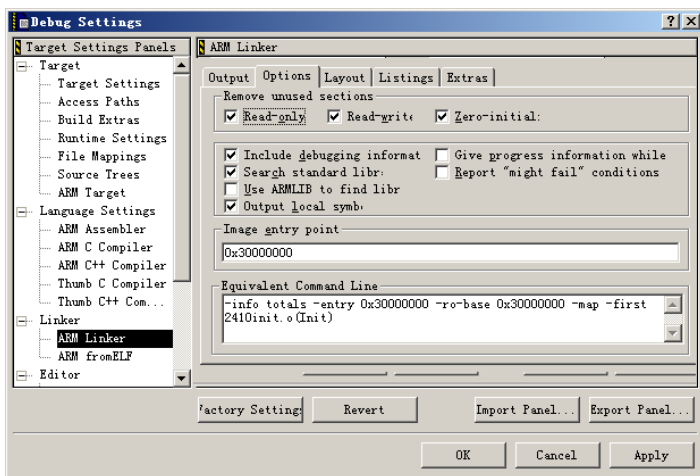 Debug Settings
Target Settings Panels
Target
Target Settings
Access Paths
Build Extras
Runtime Settings
File Mappings
Source Trees
ARM Target
Language Settings
ARM Assembler
ARM C Compiler
ARM C++ Compiler
Thumb C Compiler
Thumb C++ Com...
Linker
ARM Linker
ARM fromELF
Editor
ARM Linker
Output Options Layout Listings Extras
Remove unused sections
Read-only Read-write Zero-initial:
Include debugging informat Give progress information while
Search standard libr: Report "might fail" conditions
Use ARMLIB to find libr
Output local symb
Image entry point
0x30000000
Equivalent Command Line
-info totals -entry 0x30000000 -ro-base 0x30000000 -map -first
2410init.o(Init)
Factory Setting: Revert Import Panel... Export Panel...
OK Cancel Apply